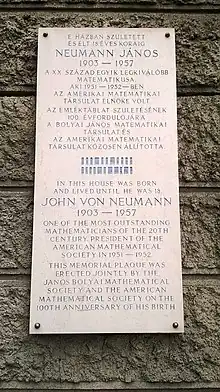 E HÁZBAN SZÜLETETT
ÉS ÉLT 18 ÉVES KORÁIG
NEUMANN JÁNOS
1903 – 1957
A XX. SZÁZAD EGYIK LEGKIVÁLÓBB
MATEMATIKUSA,
AKI 1951 – 1952 – BEN
AZ AMERIKAI MATEMATIKAI
TÁRSULAT ELNÖKE VOLT.
AZ EMLÉKTÁBLÁT SZÜLETÉSÉNEK
100. ÉVFORDULÓJÁRA
A BOLYAI JÁNOS MATEMATIKAI
TÁRSULAT ÉS
AZ AMERIKAI MATEMATIKAI
TÁRSULAT KÖZÖSEN ÁLLÍTOTTA.
IN THIS HOUSE WAS BORN
AND LIVED UNTIL HE WAS 18
JOHN VON NEUMANN
1903 – 1957
ONE OF THE MOST OUTSTANDING
MATHEMATICIANS OF THE 20TH
CENTURY. PRESIDENT OF THE
AMERICAN MATHEMATICAL
SOCIETY IN 1951 – 1952.
THIS MEMORIAL PLAQUE WAS
ERECTED JOINTLY BY THE
JÁNOS BOLYAI MATHEMATICAL
SOCIETY AND THE AMERICAN
MATHEMATICAL SOCIETY ON THE
100TH ANNIVERSARY OF HIS BIRTH